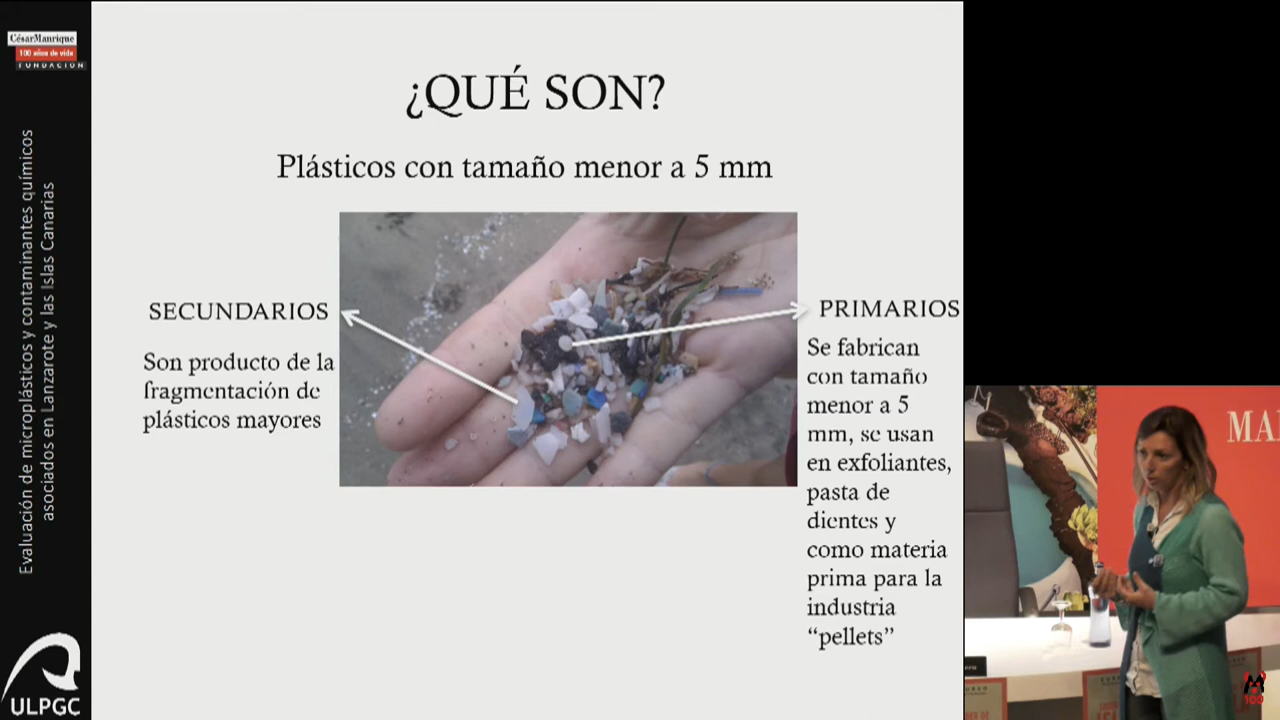 CésarManrique
100 años de vida
FUNDACIÓN
Evaluación de microplásticos y contaminantes químicos
asociados en Lanzarote y las Islas Canarias
ULPGC
¿QUÉ SON?
Plásticos con tamaño menor a 5 mm
SECUNDARIOS
Son producto de la
fragmentación de
plásticos mayores
PRIMARIOS
Se fabrican
con tamaño
menor a 5
mm, se usan
en exfoliantes,
pasta de
dientes y
como materia
prima para la
industria
“pellets”
MA
M
100